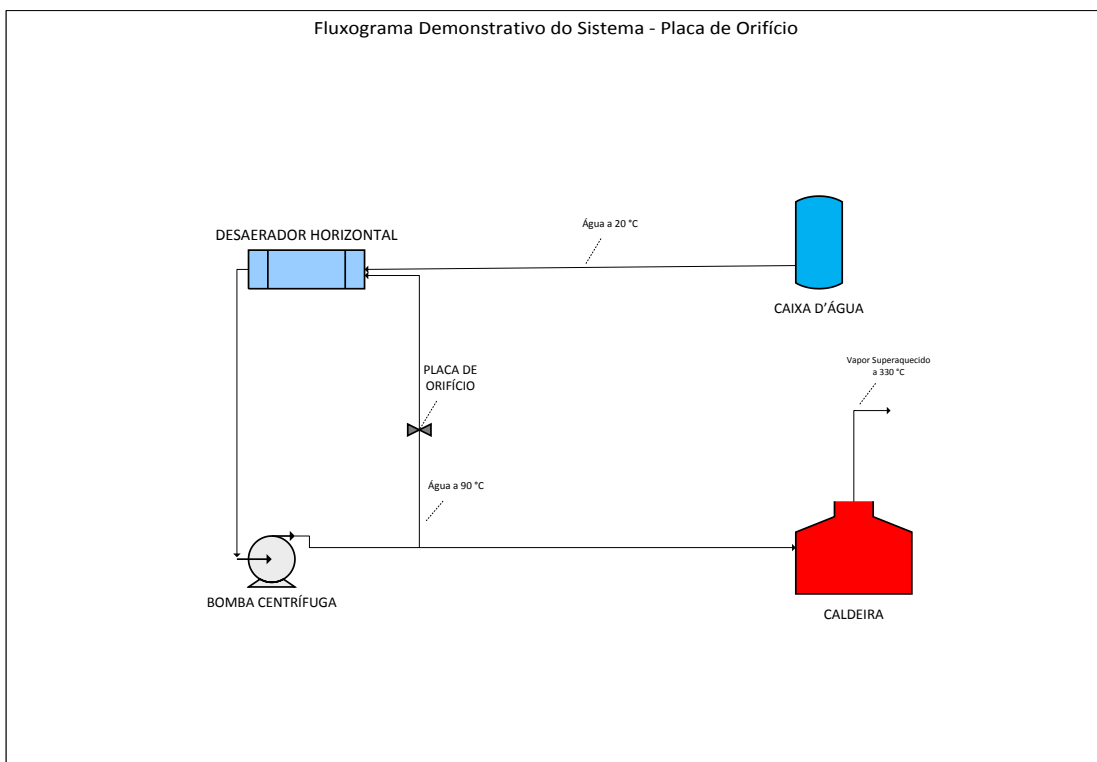 Fluxograma Demonstrativo do Sistema - Placa de Orifício
Água a 20 °C
DESAERADOR HORIZONTAL
CAIXA D’ÁGUA
Vapor Superaquecido
a 330 °C
PLACA DE
ORIFÍCIO
Água a 90 °C
BOMBA CENTRÍFUGA
CALDEIRA